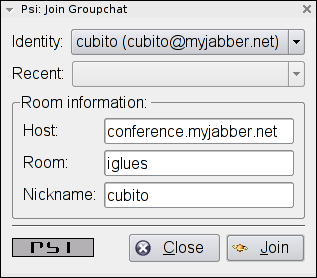 Psi: Join Groupchat
Identity: cubito (cubito@myjabber.net)
Recent:
Room information:
Host: conference.myjabber.net
Room: iglues
Nickname: cubito
PSI Close Join